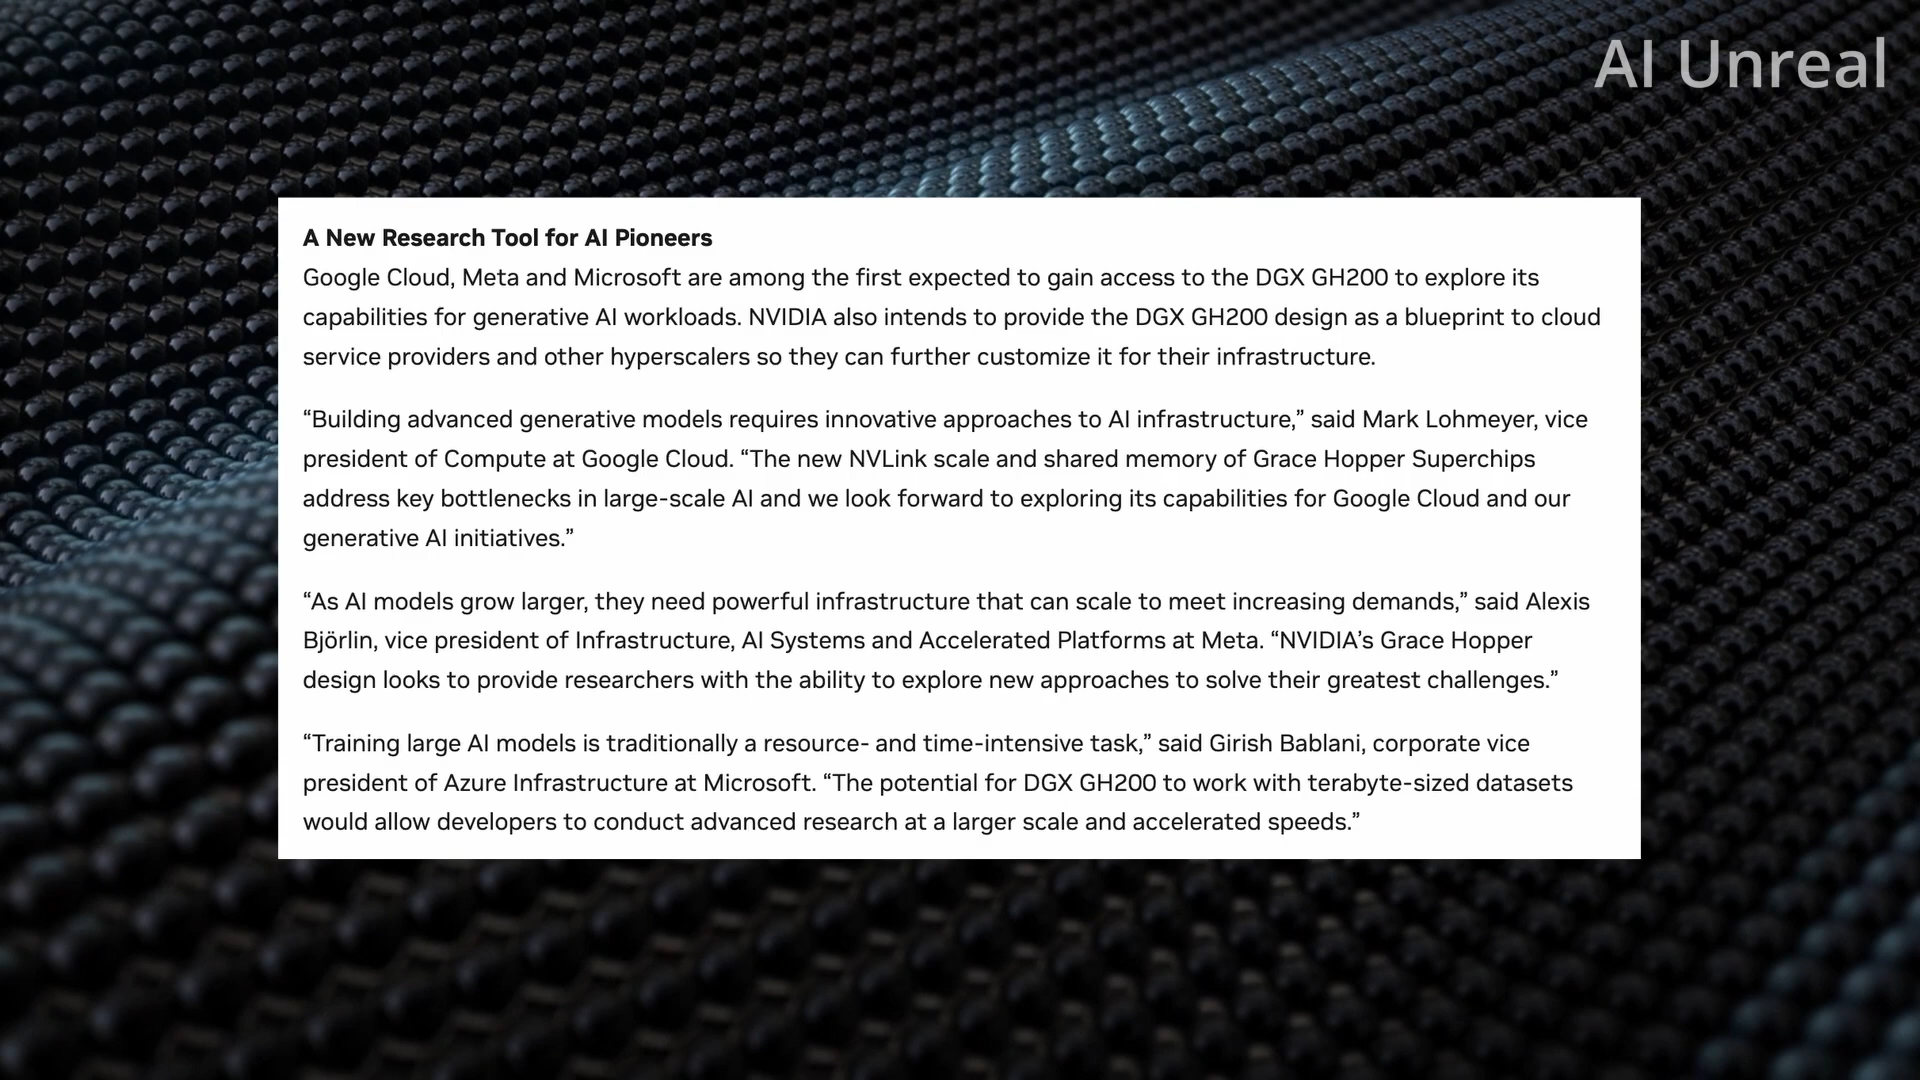 AI Unreal
A New Research Tool for AI Pioneers
Google Cloud, Meta and Microsoft are among the first expected to gain access to the DGX GH200 to explore its
capabilities for generative AI workloads. NVIDIA also intends to provide the DGX GH200 design as a blueprint to cloud
service providers and other hyperscalers so they can further customize it for their infrastructure.
“Building advanced generative models requires innovative approaches to AI infrastructure,” said Mark Lohmeyer, vice
president of Compute at Google Cloud. “The new NVLink scale and shared memory of Grace Hopper Superchips
address key bottlenecks in large-scale AI and we look forward to exploring its capabilities for Google Cloud and our
generative AI initiatives.”
“As AI models grow larger, they need powerful infrastructure that can scale to meet increasing demands,” said Alexis
Björlin, vice president of Infrastructure, AI Systems and Accelerated Platforms at Meta. “NVIDIA’s Grace Hopper
design looks to provide researchers with the ability to explore new approaches to solve their greatest challenges.”
“Training large AI models is traditionally a resource- and time-intensive task,” said Girish Bablani, corporate vice
president of Azure Infrastructure at Microsoft. “The potential for DGX GH200 to work with terabyte-sized datasets
would allow developers to conduct advanced research at a larger scale and accelerated speeds.”